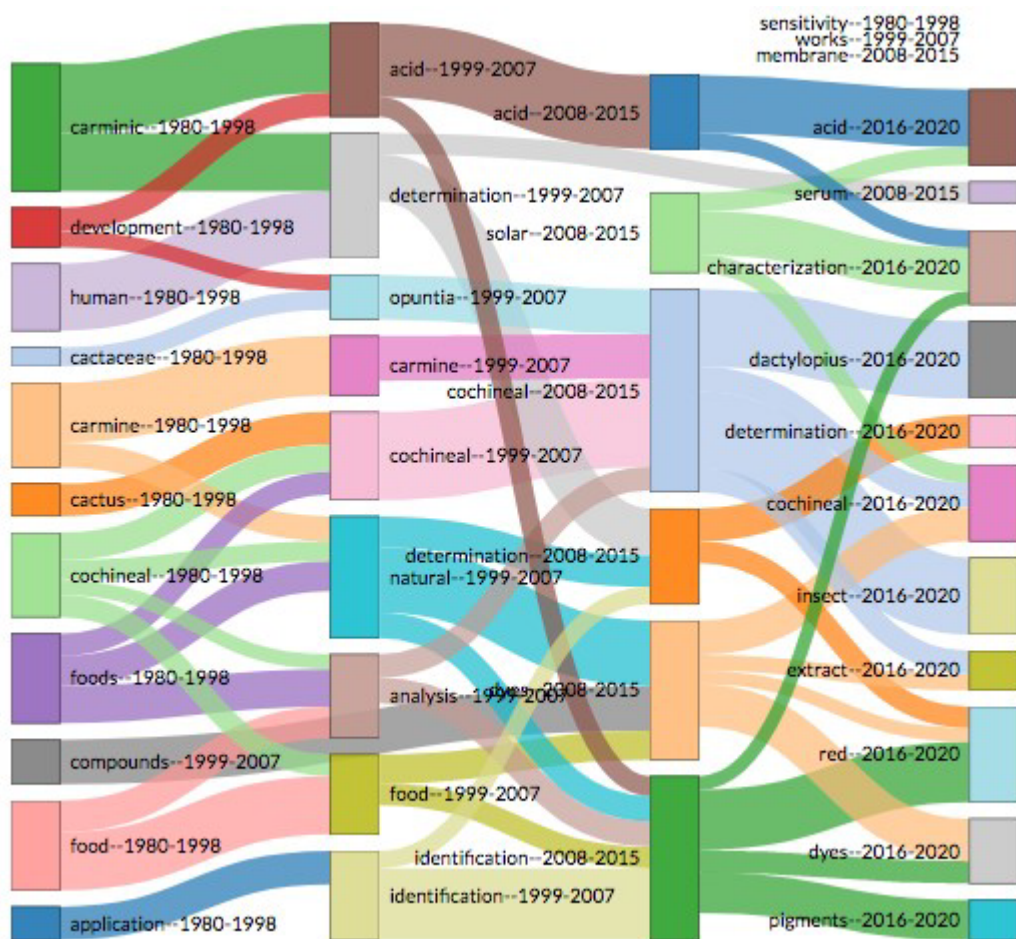 sensitivity--1980-1998
works--1999-2007
membrane--2008-2015
carminic--1980-1998
development--1980-1998
human--1980-1998
cactaceae--1980-1998
carmine--1980-1998
cactus--1980-1998
cochineal--1980-1998
foods--1980-1998
compounds--1999-2007
food--1980-1998
application--1980-1998
acid--1999-2007
determination--1999-2007
opuntia--1999-2007
carmine--1999-2007
cochineal--1999-2007
natural--1999-2007
analysis--1999-2007
food--1999-2007
identification--1999-2007
acid--2008-2015
solar--2008-2015
cochineal--2008-2015
determination--2008-2015
dyes--2008-2015
identification--2008-2015
acid--2016-2020
serum--2008-2015
characterization--2016-2020
dactylopius--2016-2020
determination--2016-2020
cochineal--2016-2020
insect--2016-2020
extract--2016-2020
red--2016-2020
dyes--2016-2020
pigments--2016-2020